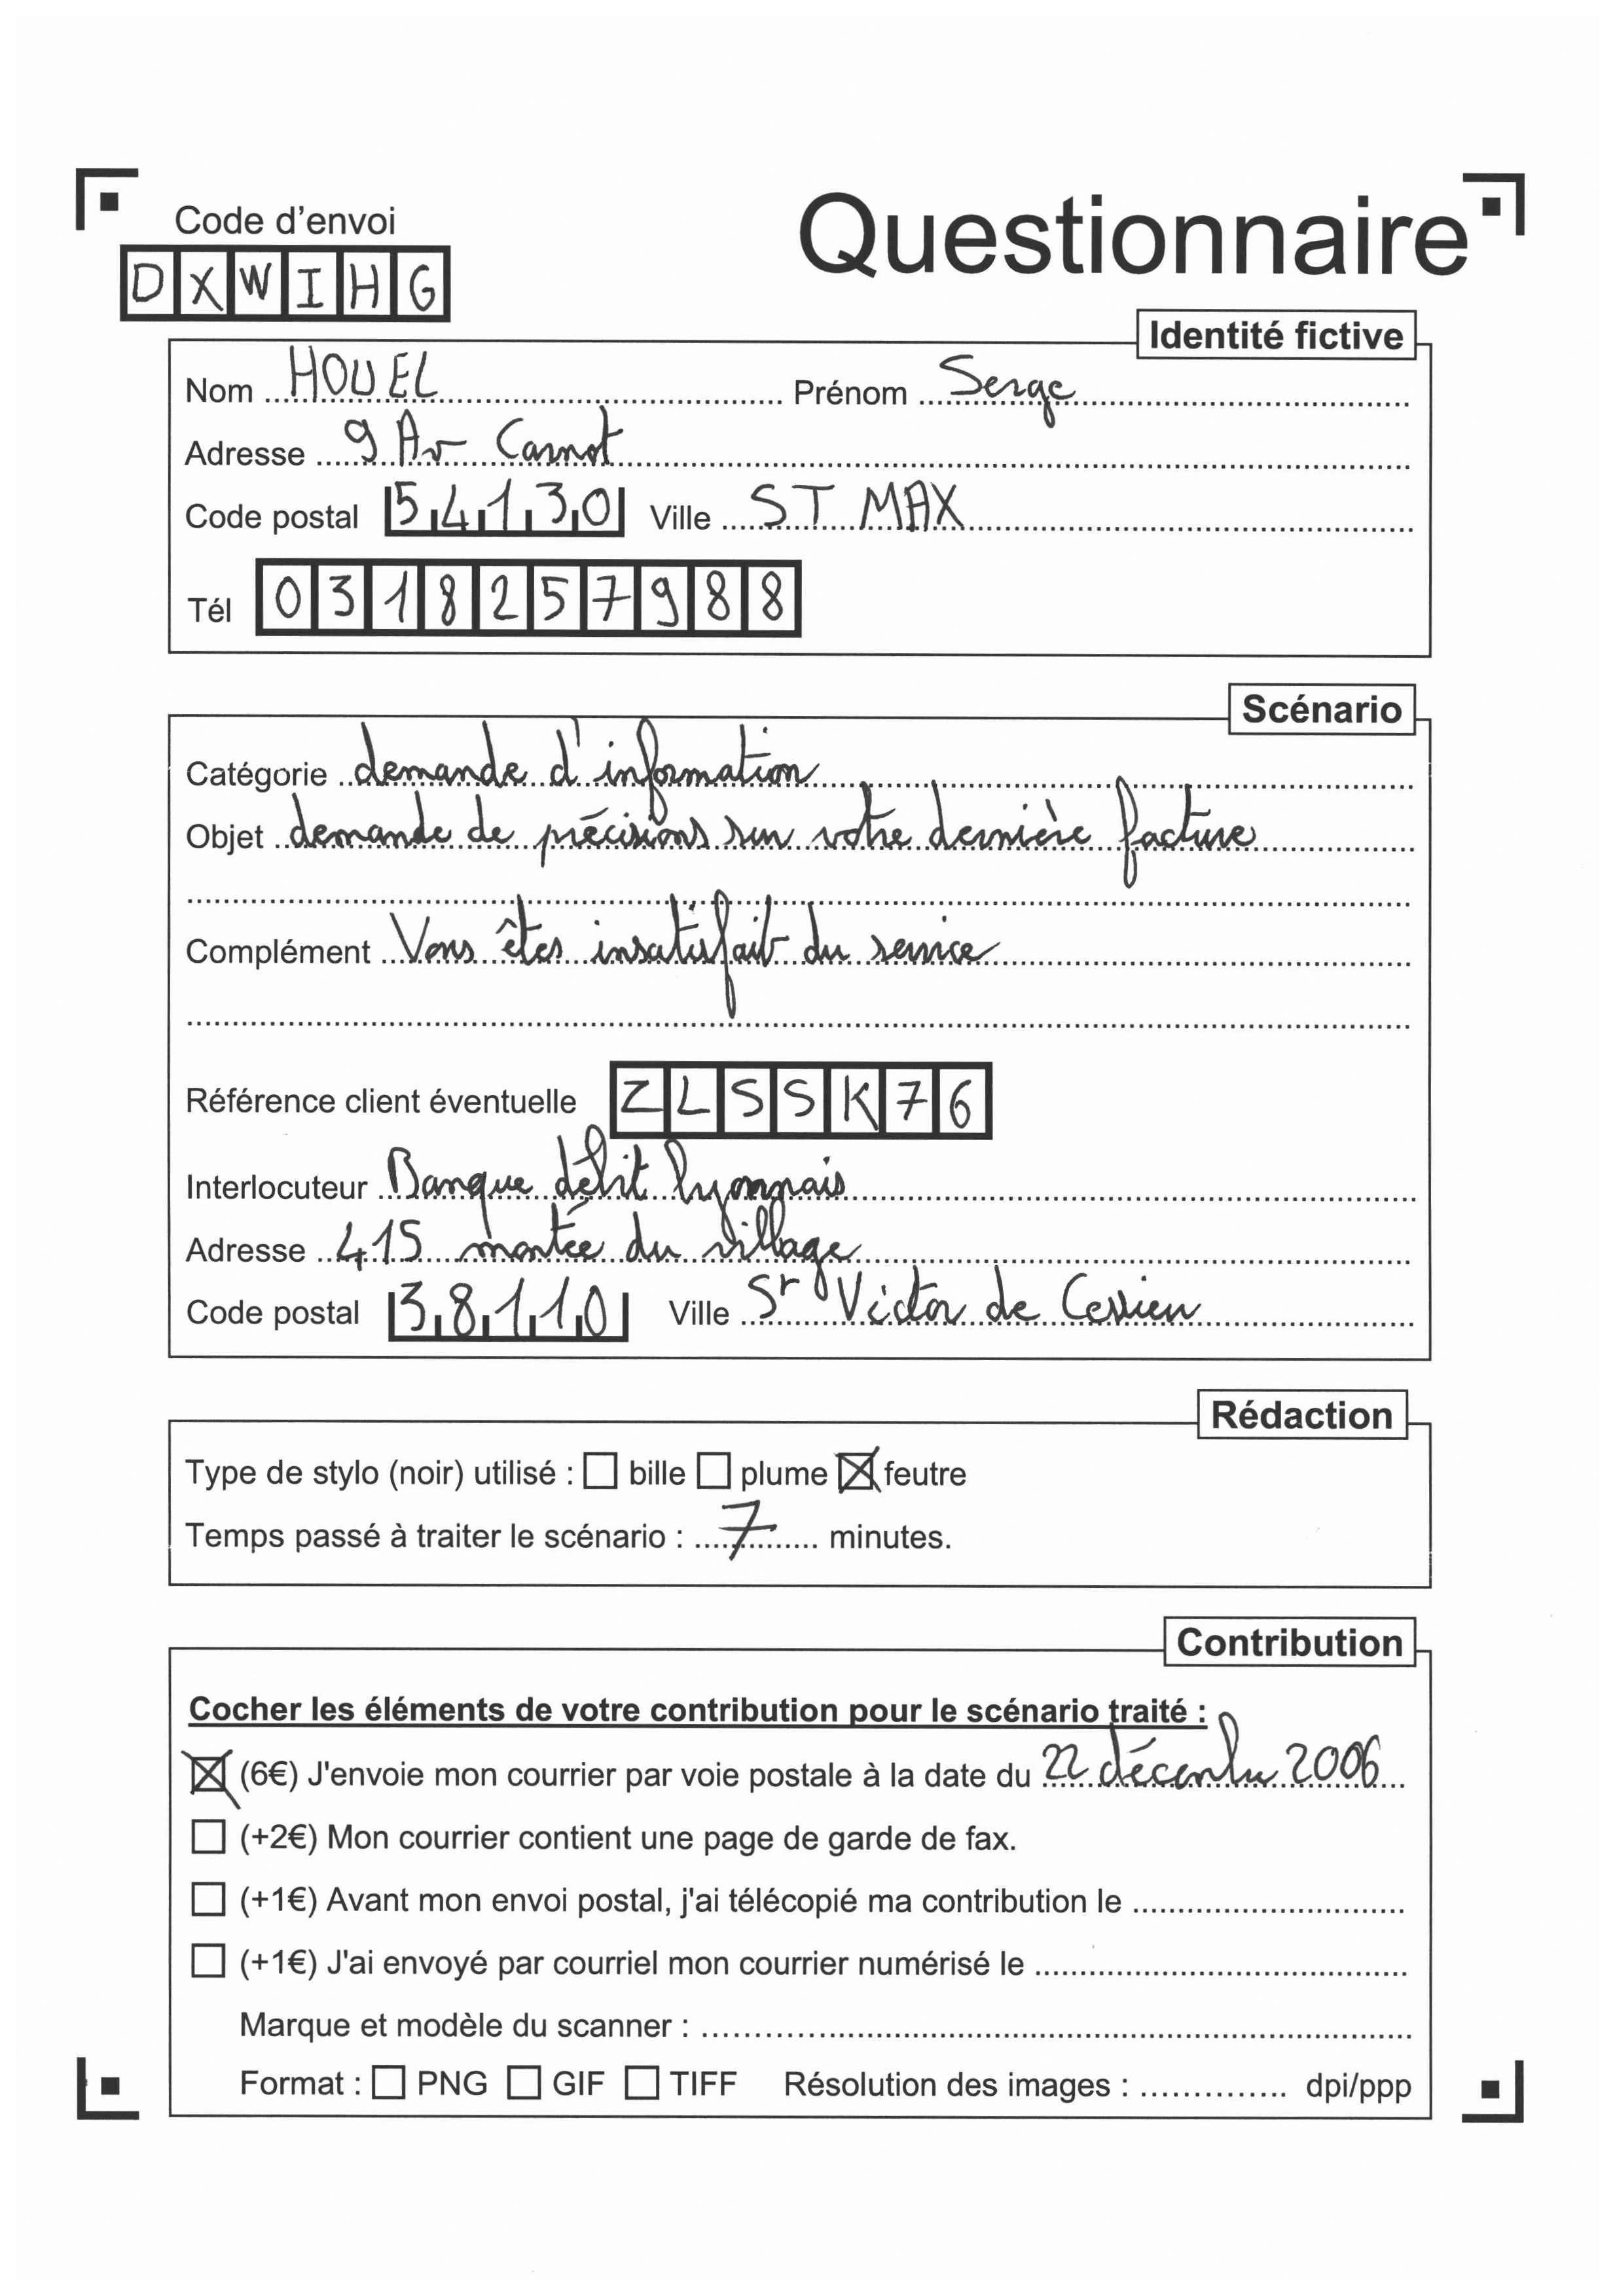 Code d'envoi
Questionnaire
DXWIHG
Identité fictive
Nom HOUEL Prénom Serge
Adresse 9 Av Carnot
Code postal 54130 Ville ST MAX
Tél 0318257988
Scénario
Catégorie demande d'information
Objet demande de précisions sur votre dernière facture
Complément Vous êtes insatisfait du service
Référence client éventuelle ZLSSK76
Interlocuteur Banque débit lyonnais
Adresse 415 montée du village
Code postal 38110 Ville St Victor de Cessieu
Rédaction
Type de stylo (noir) utilisé : bille plume feutre
Temps passé à traiter le scénario : 7 minutes.
Contribution
Cocher les éléments de votre contribution pour le scénario traité :
(6€) J'envoie mon courrier par voie postale à la date du 22 décembre 2006
(+2€) Mon courrier contient une page de garde de fax.
(+1€) Avant mon envoi postal, j'ai télécopié ma contribution le
(+1€) J'ai envoyé par courriel mon courrier numérisé le
Marque et modèle du scanner :
Format : PNG GIF TIFF Résolution des images : dpi/ppp